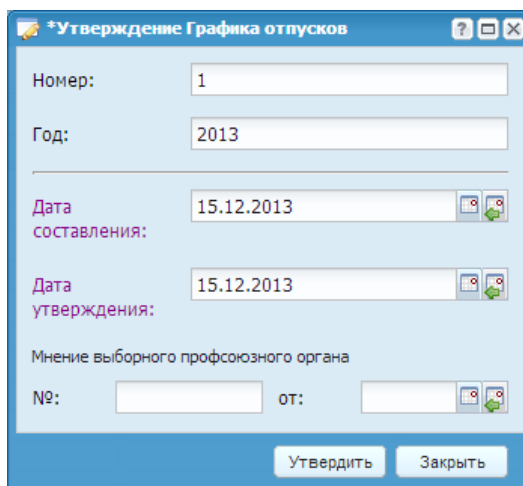 *Утверждение Графика отпусков
Номер: 1
Год: 2013
Дата составления: 15.12.2013
Дата утверждения: 15.12.2013
Мнение выборного профсоюзного органа
№: от:
Утвердить Закрыть